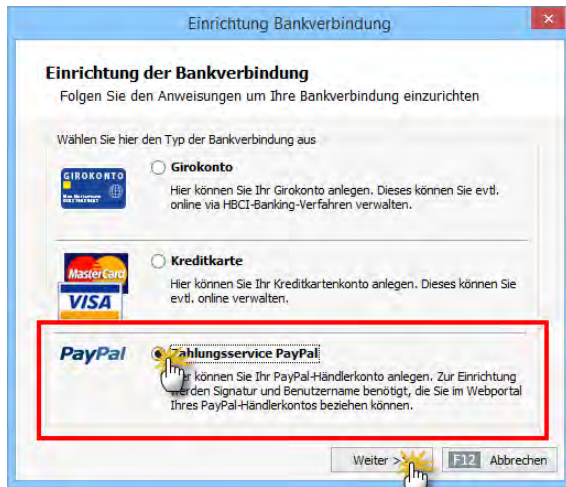 Einrichtung Bankverbindung
Einrichtung der Bankverbindung
Folgen Sie den Anweisungen um Ihre Bankverbindung einzurichten
Wählen Sie hier den Typ der Bankverbindung aus
GIROKONTO
Girokonto
Hier können Sie Ihr Girokonto anlegen. Dieses können Sie evtl.
online via HBCI-Banking-Verfahren verwalten.
MasterCard
VISA
Kreditkarte
Hier können Sie Ihr Kreditkartenkonto anlegen. Dieses können Sie
evtl. online verwalten.
PayPal
Zahlungsservice PayPal
können Sie Ihr PayPal-Händlerkonto anlegen. Zur Einrichtung
werden Signatur und Benutzername benötigt, die Sie im Webportal
Ihres PayPal-Händlerkontos beziehen können.
Weiter >
F12 Abbrechen